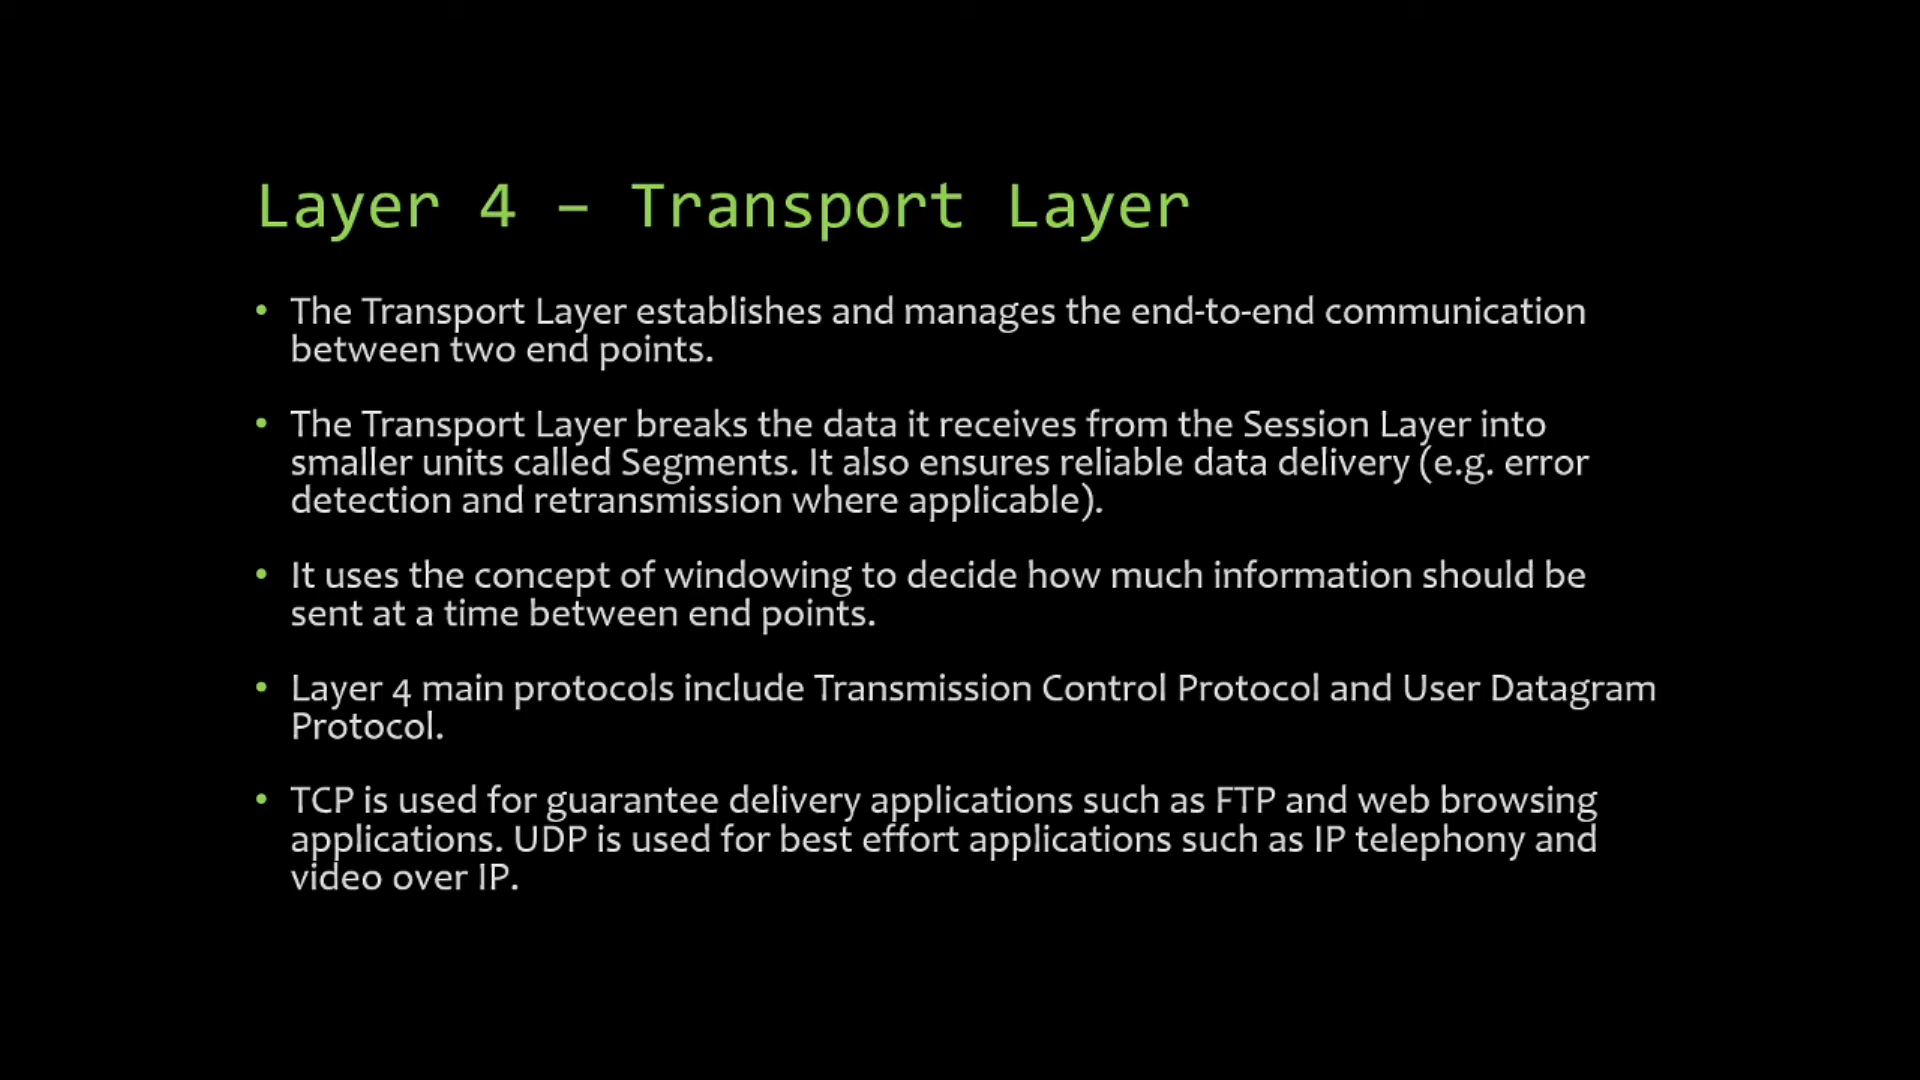 Layer 4 – Transport Layer
• The Transport Layer establishes and manages the end-to-end communication
between two end points.
• The Transport Layer breaks the data it receives from the Session Layer into
smaller units called Segments. It also ensures reliable data delivery (e.g. error
detection and retransmission where applicable).
• It uses the concept of windowing to decide how much information should be
sent at a time between end points.
• Layer 4 main protocols include Transmission Control Protocol and User Datagram
Protocol.
• TCP is used for guarantee delivery applications such as FTP and web browsing
applications. UDP is used for best effort applications such as IP telephony and
video over IP.